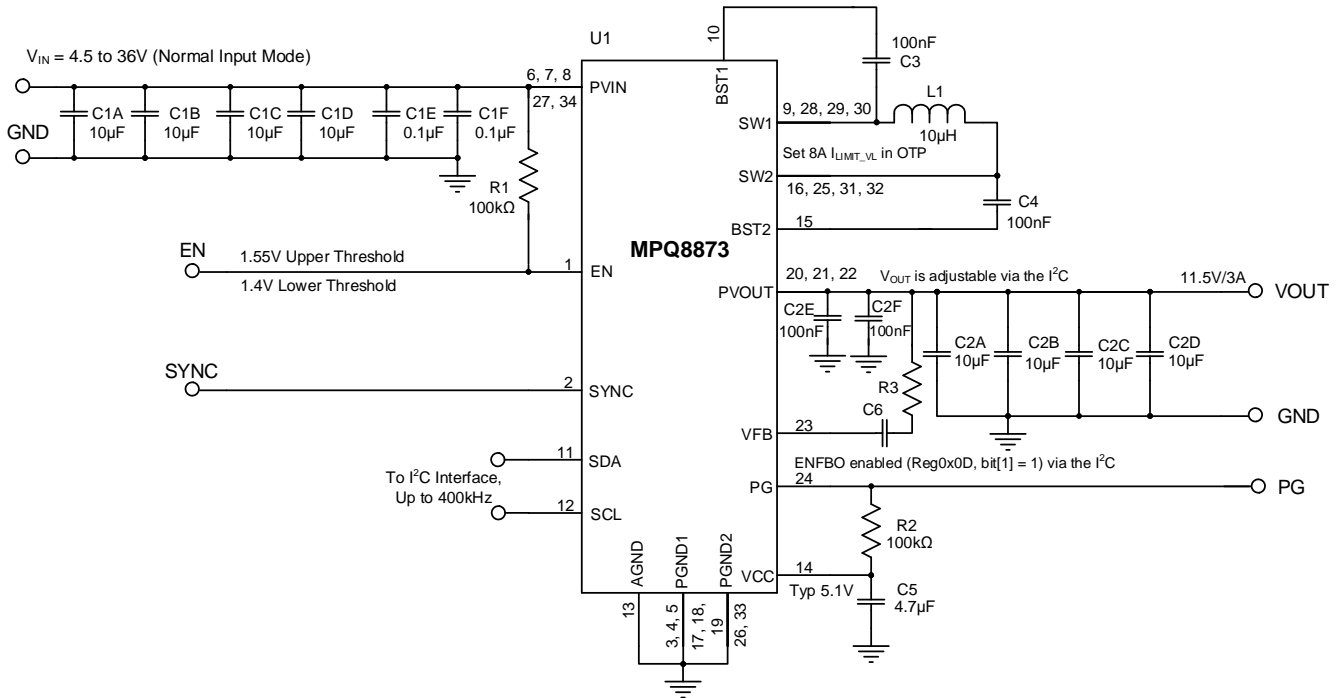 U1
V_IN = 4.5 to 36V (Normal Input Mode)
GND
C1A
10µF
C1B
10µF
C1C
10µF
C1D
10µF
C1E
0.1µF
C1F
0.1µF
6, 7, 8
27, 34
PVIN
R1
100kΩ
EN
1.55V Upper Threshold
1.4V Lower Threshold
1
EN
SYNC
2
SYNC
To I²C Interface,
Up to 400kHz
11
SDA
12
SCL
MPQ8873
10
BST1
100nF
C3
9, 28, 29, 30
SW1
L1
10µH
Set 8A I_LIMIT_VL in OTP
SW2
16, 25, 31, 32
C4
100nF
15
BST2
20, 21, 22
PVOUT
V_OUT is adjustable via the I²C
11.5V/3A
VOUT
C2E
100nF
C2F
100nF
C2A
10µF
C2B
10µF
C2C
10µF
C2D
10µF
R3
C6
23
VFB
GND
ENFBO enabled (Reg0x0D, bit[1] = 1) via the I²C
24
PG
PG
R2
100kΩ
14
VCC
Typ 5.1V
C5
4.7µF
AGND
PGND1
PGND2
13
3, 4, 5
17, 18,
19
26, 33